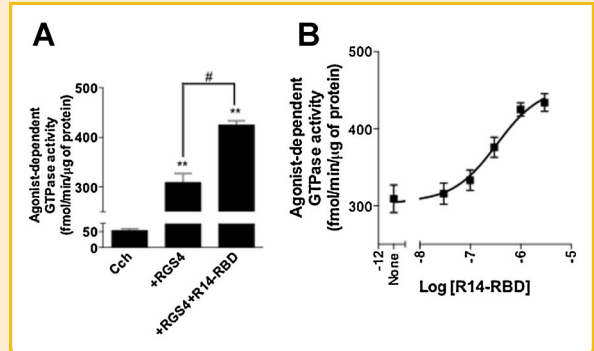 A
B
Agonist-dependent
GTPase activity
(fmol/min/μg of protein)
500
400
300
50
0
#
**
**
Cch
+RGS4
+RGS4+R14-RBD
Agonist-dependent
GTPase activity
(fmol/min/μg of protein)
500
400
300
-12
None
-8
-7
-6
-5
Log [R14-RBD]